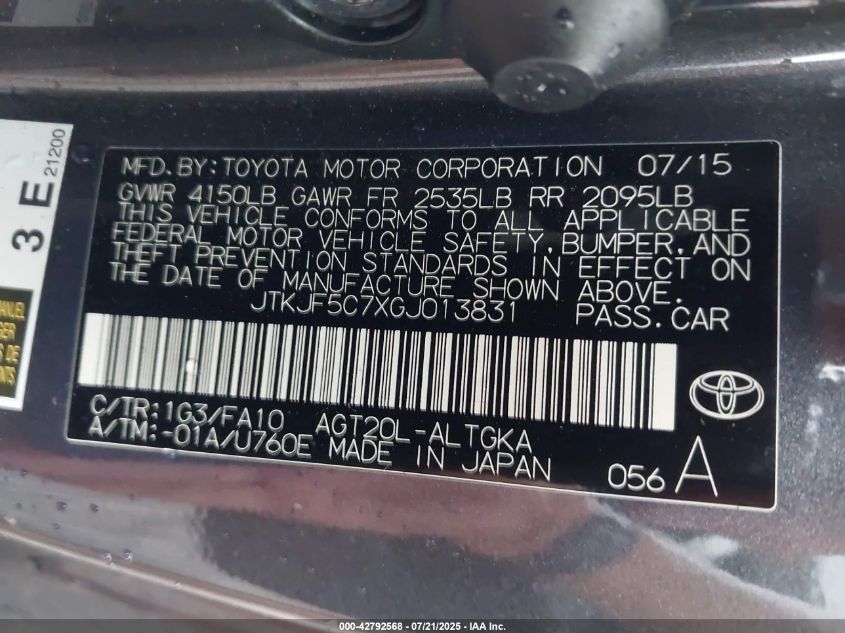 MFD.BY:TOYOTA MOTOR CORPORATION 07/15
GVWR 4150LB GAWR FR 2535LB RR 2095LB
THIS VEHICLE CONFORMS TO ALL APPLICABLE
FEDERAL MOTOR VEHICLE SAFETY,BUMPER,AND
THEFT PREVENTION STANDARDS IN EFFECT ON
THE DATE OF MANUFACTURE SHOWN ABOVE.
JTKJF5C7XGJ013831 PASS.CAR
C/TR:1G3/FA10 AGT20L-ALTGKA
A/TM:-01A/U760E MADE IN JAPAN
056 A
3 E
21200
MANUEL
DE
000-42792568 - 07/21/2025 - IAA Inc.